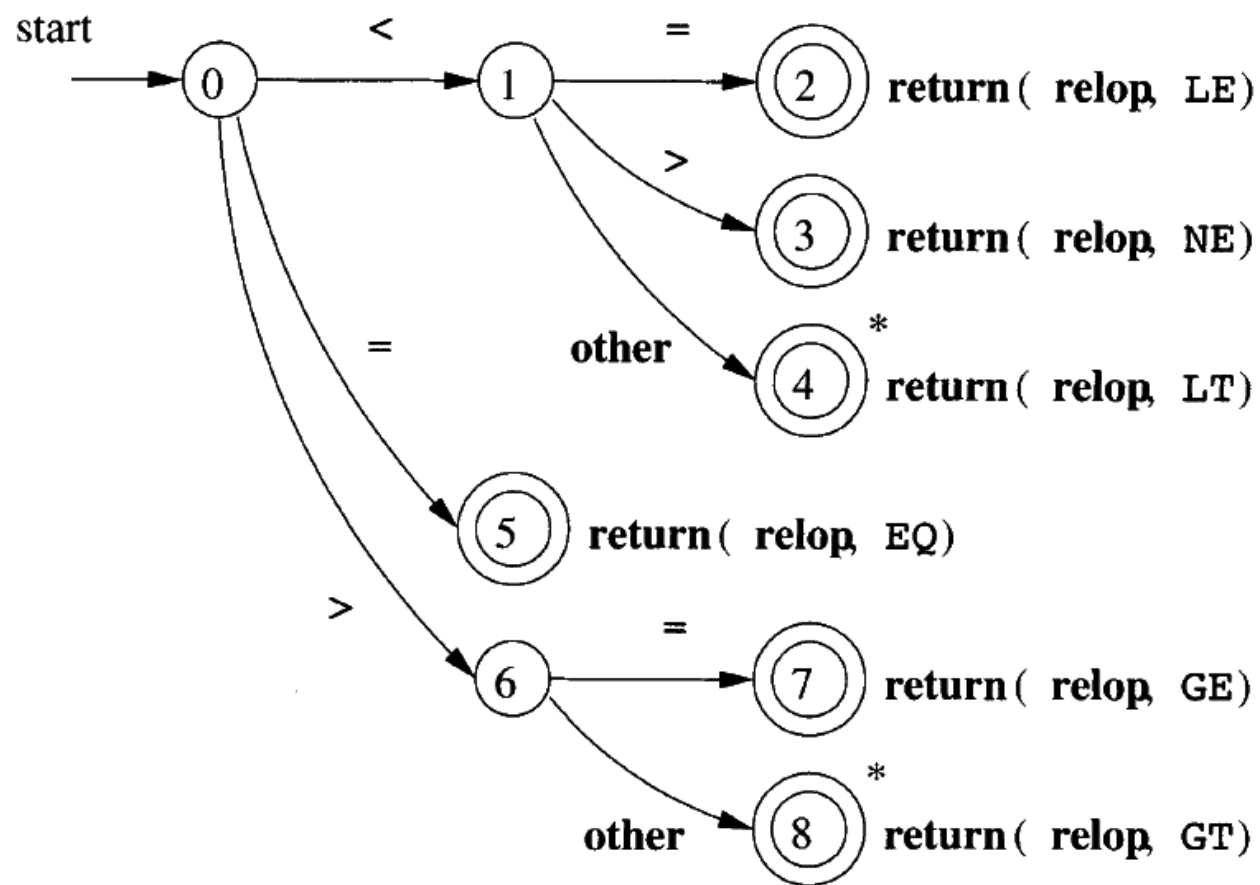 start
<
=
0
1
2
return( relop, LE)
>
3
return( relop, NE)
*
other
4
return( relop, LT)
=
5
return( relop, EQ)
>
=
6
7
return( relop, GE)
*
other
8
return( relop, GT)